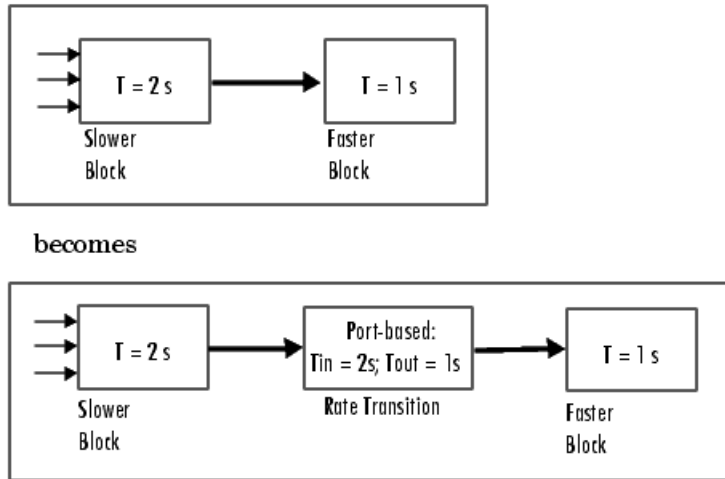 T = 2 s
T = 1 s
Slower
Block
Faster
Block
becomes
T = 2 s
Port-based:
Tin = 2s; Tout = 1s
T = 1 s
Slower
Block
Rate Transition
Faster
Block